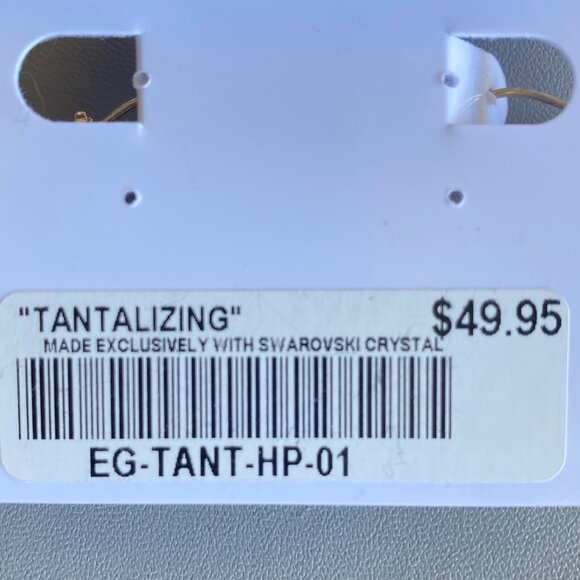 "TANTALIZING" $49.95
MADE EXCLUSIVELY WITH SWAROVSKI CRYSTAL
EG-TANT-HP-01